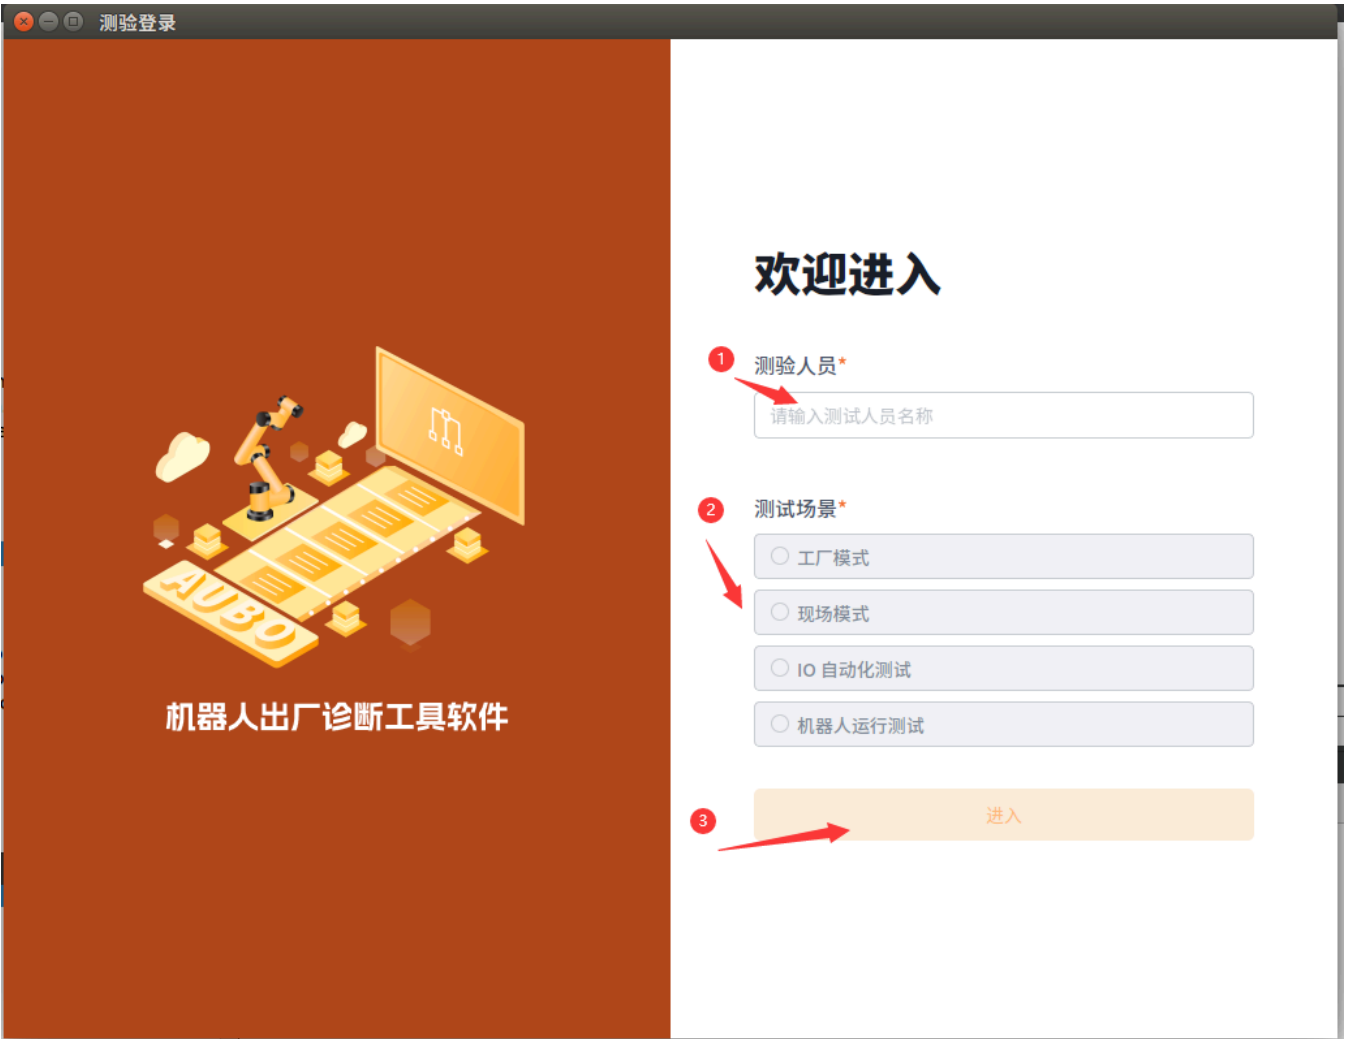 测验登录
欢迎进入
1
测验人员*
请输入测试人员名称
2
测试场景*
工厂模式
现场模式
IO 自动化测试
机器人运行测试
3
进入
AUBO
机器人出厂诊断工具软件